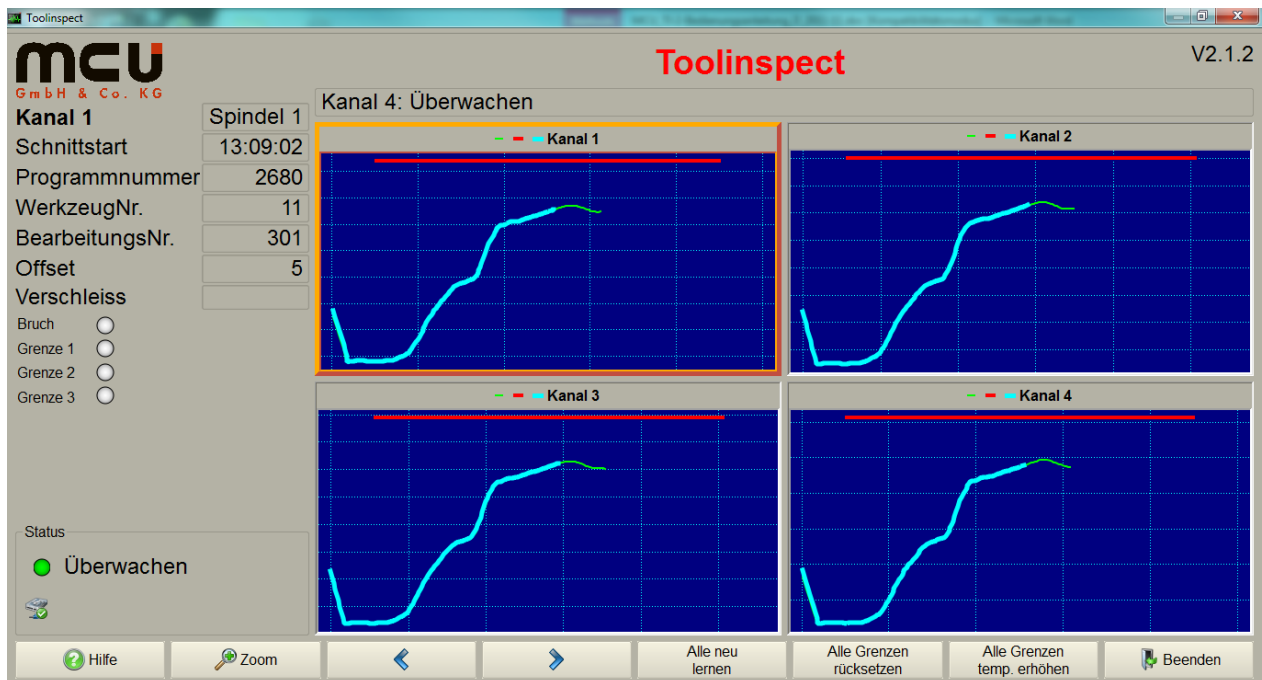 Toolinspect
mcu
GmbH & Co. KG
Toolinspect
V2.1.2
Kanal 4: Überwachen
Kanal 1 Spindel 1
Schnittstart 13:09:02
Programmnummer 2680
WerkzeugNr. 11
BearbeitungsNr. 301
Offset 5
Verschleiss
Bruch
Grenze 1
Grenze 2
Grenze 3
Kanal 1
Kanal 2
Kanal 3
Kanal 4
Status
Überwachen
Hilfe
Zoom
Alle neu
lernen
Alle Grenzen
rücksetzen
Alle Grenzen
temp. erhöhen
Beenden